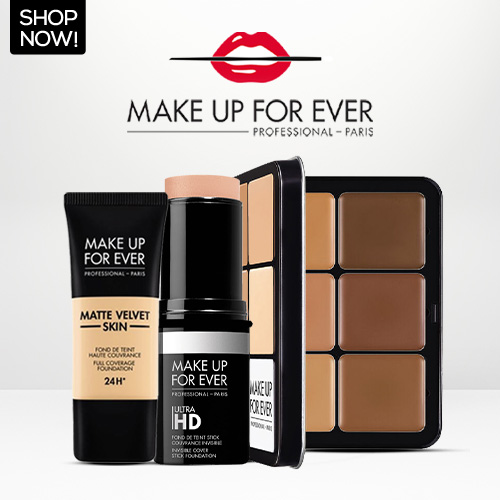 SHOP
NOW!
MAKE UP FOR EVER
PROFESSIONAL – PARIS
MAKE UP
FOR EVER
PROFESSIONAL – PARIS
MATTE VELVET
SKIN
FOND DE TEINT
HAUTE COUVRANCE
FULL COVERAGE
FOUNDATION
24H*
MAKE UP
FOR EVER
PROFESSIONAL – PARIS
ULTRA
HD
FOND DE TEINT STICK
COUVRANCE INVISIBLE
INVISIBLE COVER
STICK FOUNDATION
MAKE UP
FOR EVER